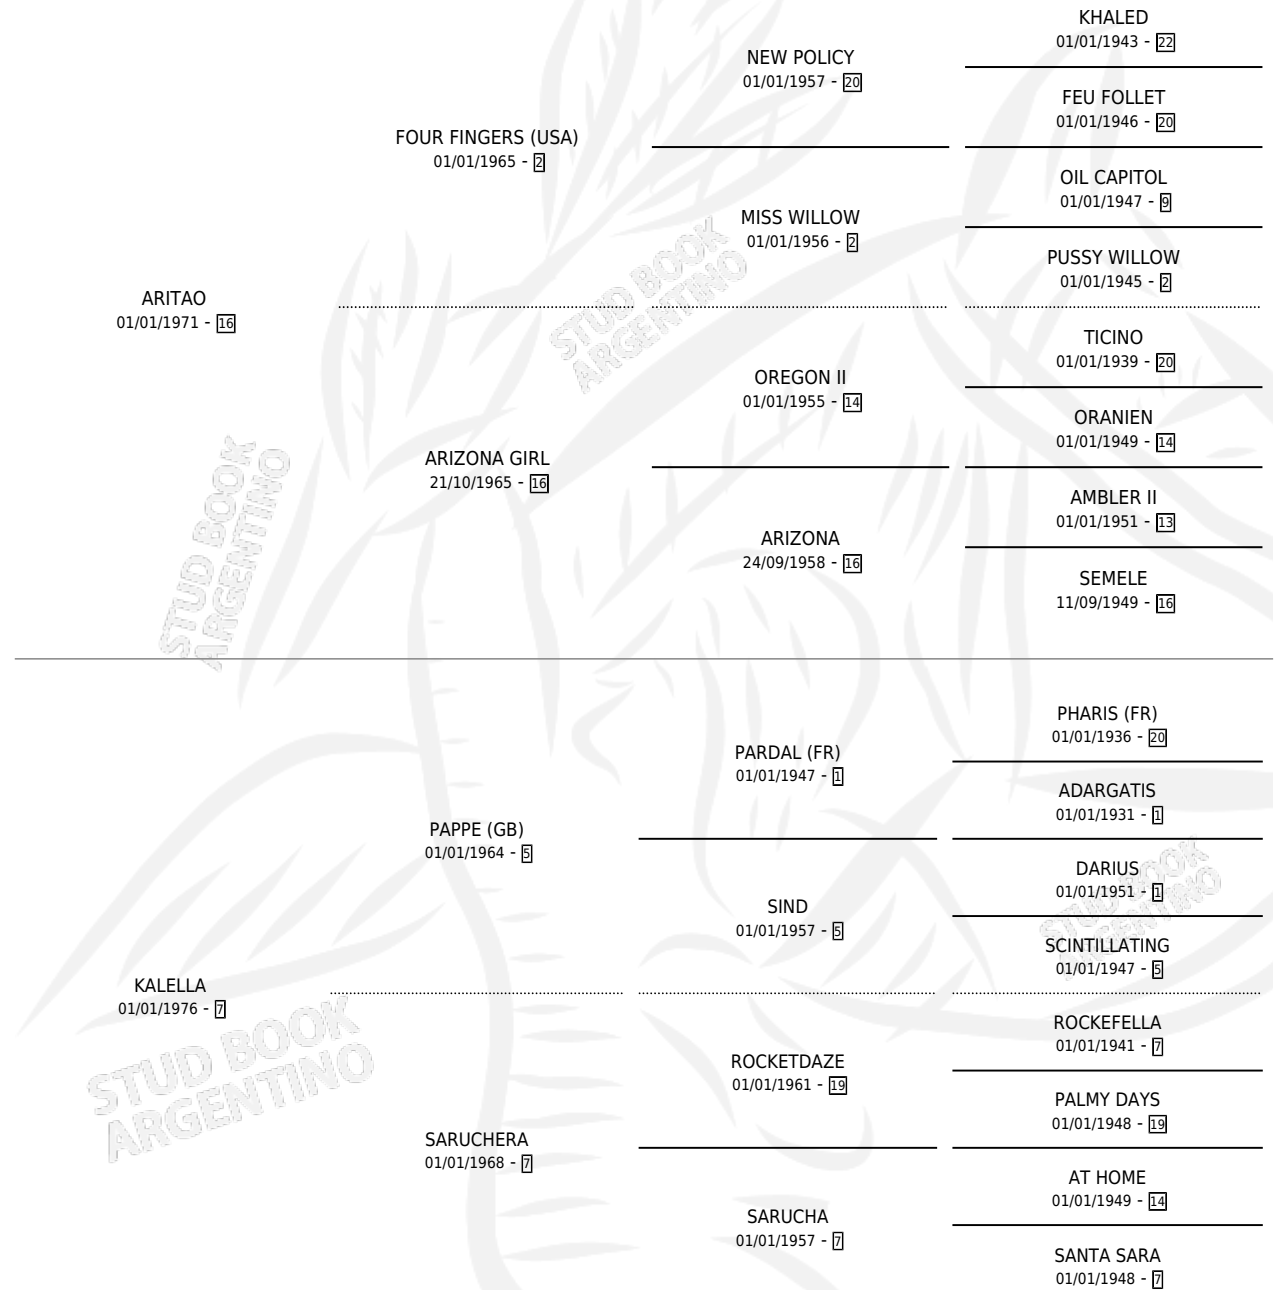 KHALED
01/01/1943 - 22
NEW POLICY
01/01/1957 - 20
FEU FOLLET
01/01/1946 - 20
FOUR FINGERS (USA)
01/01/1965 - 2
OIL CAPITOL
01/01/1947 - 9
MISS WILLOW
01/01/1956 - 2
PUSSY WILLOW
01/01/1945 - 2
ARITAO
01/01/1971 - 16
STUD BOOK
ARGENTINO
TICINO
01/01/1939 - 20
OREGON II
01/01/1955 - 14
ORANIEN
01/01/1949 - 14
ARIZONA GIRL
21/10/1965 - 16
AMBLER II
01/01/1951 - 13
ARIZONA
24/09/1958 - 16
SEMELE
11/09/1949 - 16
STUD BOOK
ARGENTINO
PHARIS (FR)
01/01/1936 - 20
PARDAL (FR)
01/01/1947 - 1
ADARGATIS
01/01/1931 - 1
PAPPE (GB)
01/01/1964 - 5
DARIUS
01/01/1951 - 1
SIND
01/01/1957 - 5
SCINTILLATING
01/01/1947 - 5
STUD BOOK
ARGENTINO
KALELLA
01/01/1976 - 7
ROCKEFELLA
01/01/1941 - 7
ROCKETDAZE
01/01/1961 - 19
PALMY DAYS
01/01/1948 - 19
STUD BOOK
ARGENTINO
SARUCHERA
01/01/1968 - 7
AT HOME
01/01/1949 - 14
SARUCHA
01/01/1957 - 7
SANTA SARA
01/01/1948 - 7